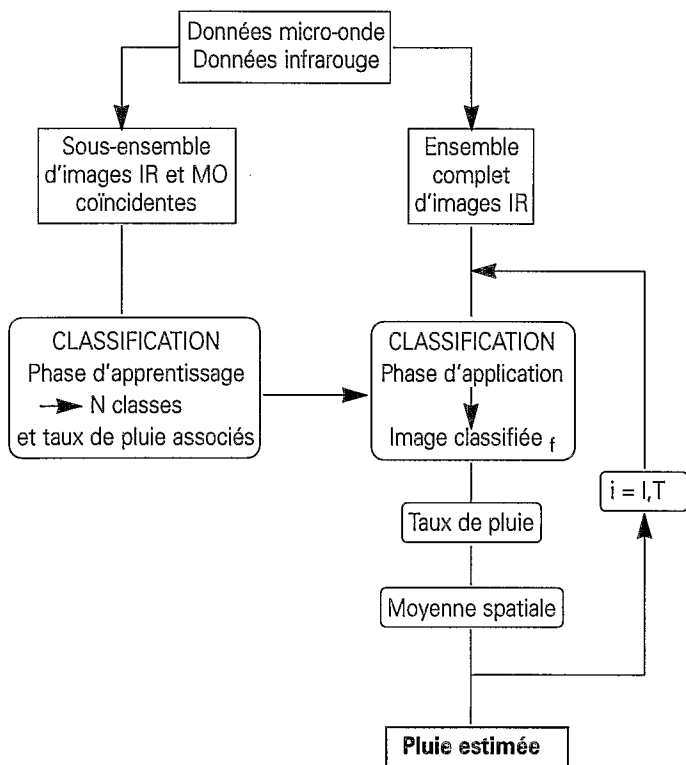 Données micro-onde
Données infrarouge
Sous-ensemble
d'images IR et MO
coïncidentes
Ensemble
complet
d'images IR
CLASSIFICATION
Phase d'apprentissage
→ N classes
et taux de pluie associés
CLASSIFICATION
Phase d'application
Image classifiée f
i = I,T
Taux de pluie
Moyenne spatiale
Pluie estimée